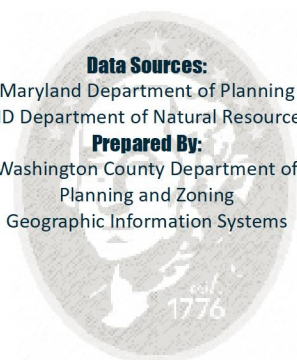 Data Sources:
Maryland Department of Planning
D Department of Natural Resource
Prepared By:
Washington County Department of
Planning and Zoning
Geographic Information Systems
est.
1776